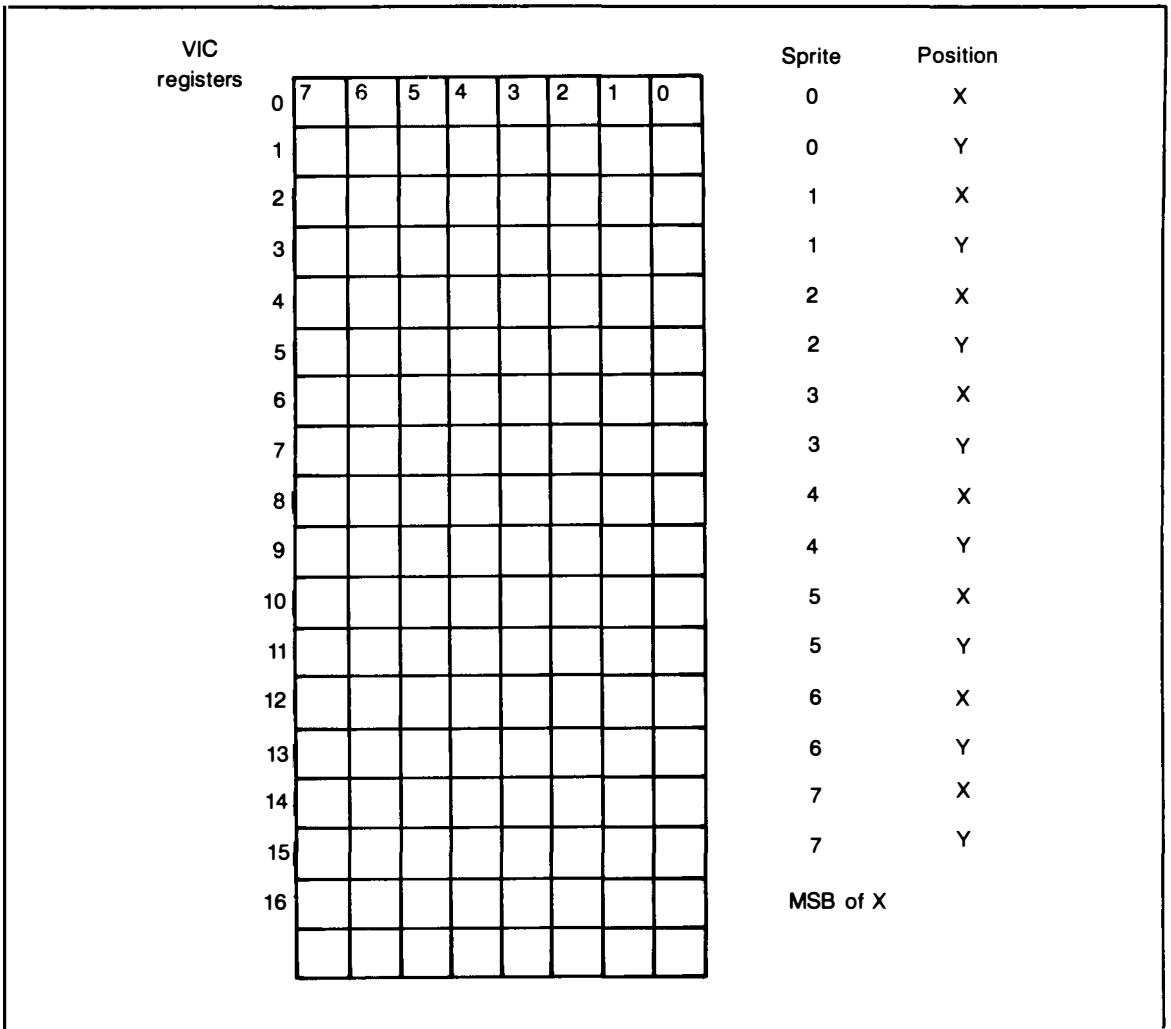 VIC registers Sprite Position
0 7 6 5 4 3 2 1 0 0 X
1 0 Y
2 1 X
3 1 Y
4 2 X
5 2 Y
6 3 X
7 3 Y
8 4 X
9 4 Y
10 5 X
11 5 Y
12 6 X
13 6 Y
14 7 X
15 7 Y
16 MSB of X